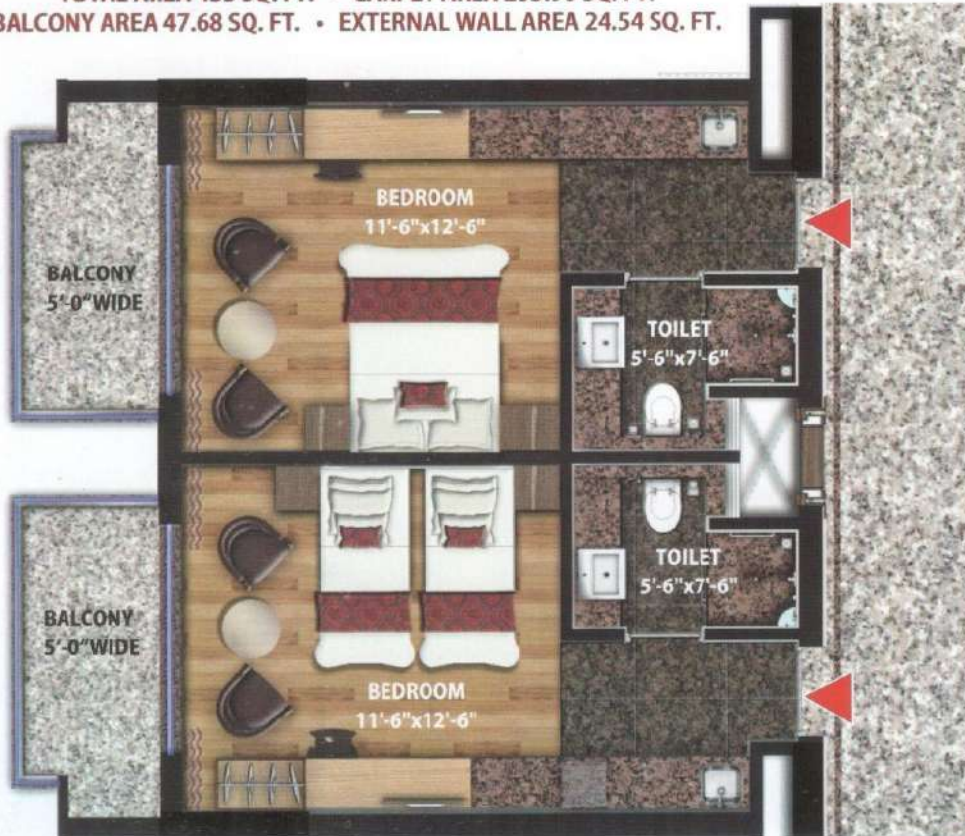 BALCONY AREA 47.68 SQ. FT. • EXTERNAL WALL AREA 24.54 SQ. FT.
BEDROOM
11'-6"x12'-6"
BALCONY
5'-0"WIDE
TOILET
5'-6"x7'-6"
TOILET
5'-6"x7'-6"
BALCONY
5'-0"WIDE
BEDROOM
11'-6"x12'-6"